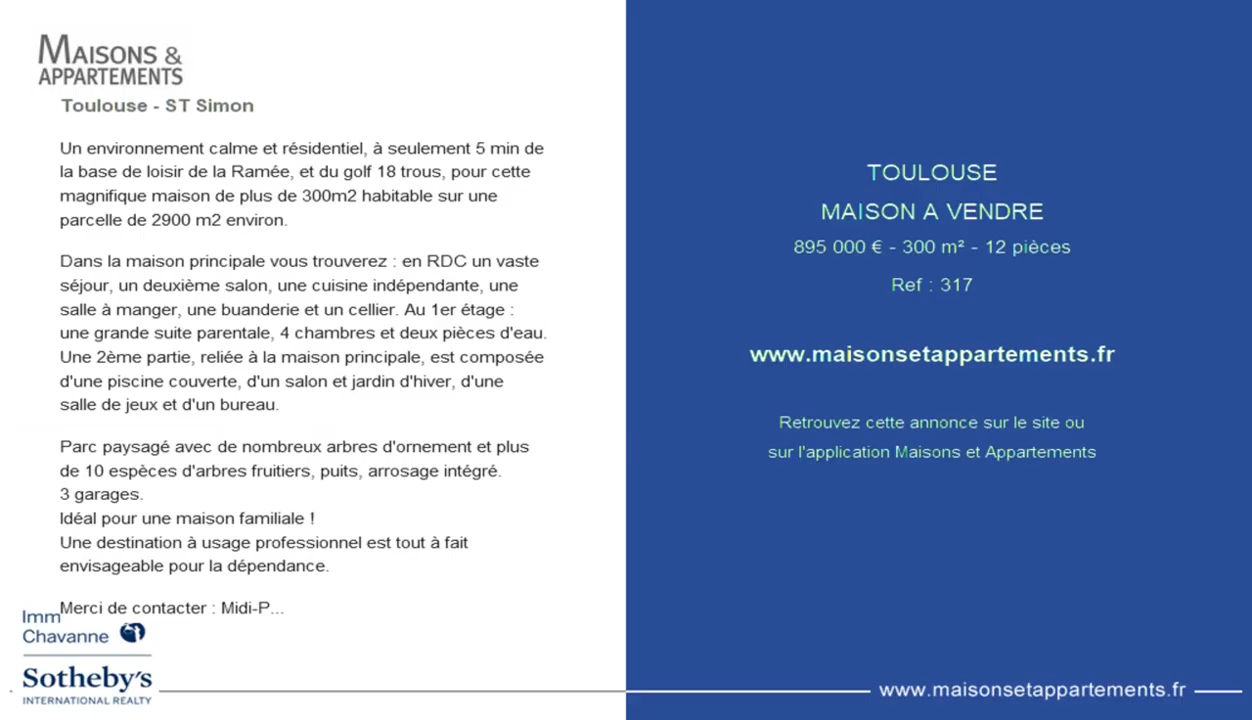 MAISONS &
APPARTEMENTS
Toulouse - ST Simon
Un environnement calme et résidentiel, à seulement 5 min de
la base de loisir de la Ramée, et du golf 18 trous, pour cette
magnifique maison de plus de 300m2 habitable sur une
parcelle de 2900 m2 environ.
Dans la maison principale vous trouverez : en RDC un vaste
séjour, un deuxième salon, une cuisine indépendante, une
salle à manger, une buanderie et un cellier. Au 1er étage :
une grande suite parentale, 4 chambres et deux pièces d'eau.
Une 2ème partie, reliée à la maison principale, est composée
d'une piscine couverte, d'un salon et jardin d'hiver, d'une
salle de jeux et d'un bureau.
Parc paysagé avec de nombreux arbres d'ornement et plus
de 10 espèces d'arbres fruitiers, puits, arrosage intégré.
3 garages.
Idéal pour une maison familiale !
Une destination à usage professionnel est tout à fait
envisageable pour la dépendance.
Merci de contacter : Midi-P...
Imm
Chavanne
Sotheby's
INTERNATIONAL REALTY
TOULOUSE
MAISON A VENDRE
895 000 € - 300 m² - 12 pièces
Ref : 317
www.maisonsetappartements.fr
Retrouvez cette annonce sur le site ou
sur l'application Maisons et Appartements
www.maisonsetappartements.fr